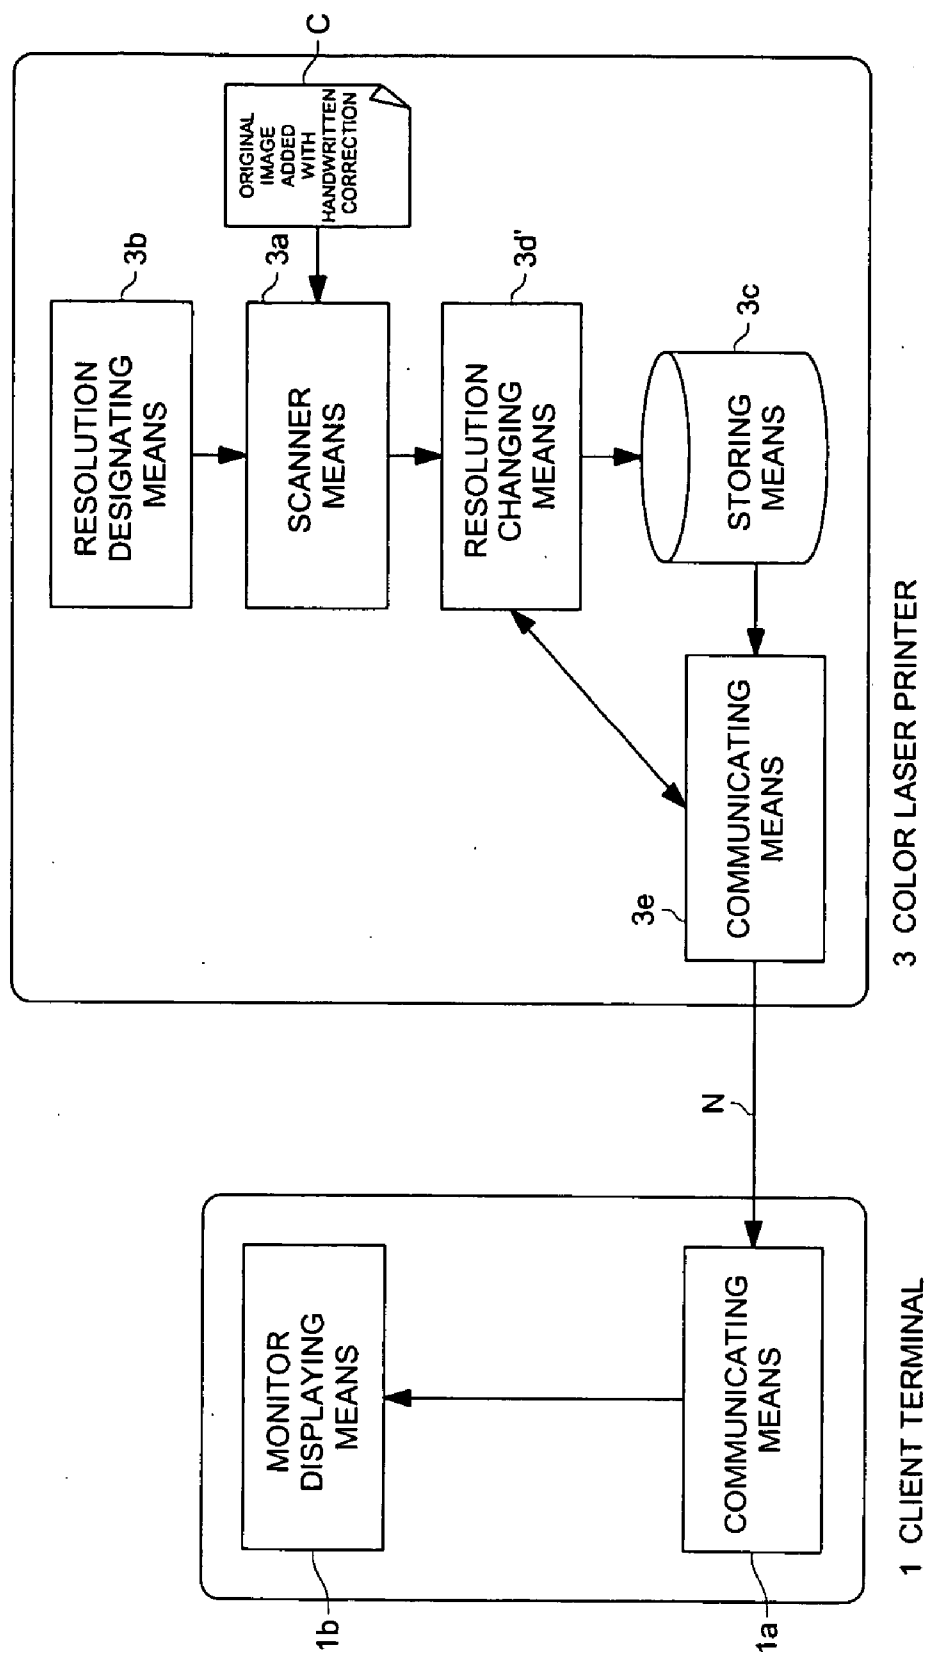 1b
MONITOR
DISPLAYING
MEANS
1a
COMMUNICATING
MEANS
1 CLIENT TERMINAL
N
RESOLUTION
DESIGNATING
MEANS
3b
SCANNER
MEANS
3a
ORIGINAL
IMAGE
ADDED
WITH
HANDWRITTEN
CORRECTION
C
RESOLUTION
CHANGING
MEANS
3d'
STORING
MEANS
3c
3e
COMMUNICATING
MEANS
3 COLOR LASER PRINTER